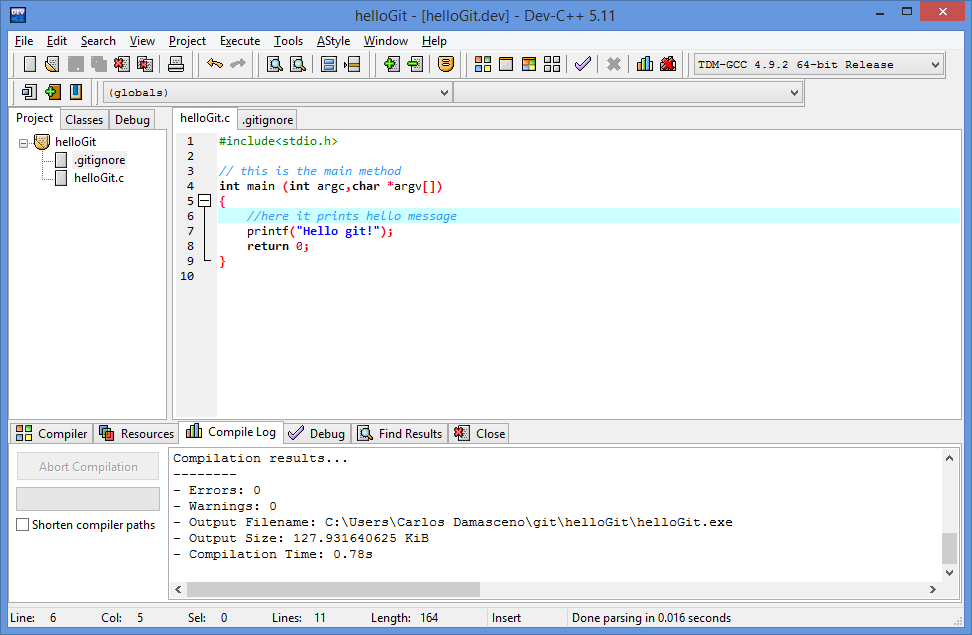 helloGit - [helloGit.dev] - Dev-C++ 5.11
File Edit Search View Project Execute Tools AStyle Window Help
TDM-GCC 4.9.2 64-bit Release
(globals)
Project Classes Debug
helloGit.c .gitignore
helloGit
.gitignore
helloGit.c
1 #include<stdio.h>
2
3 // this is the main method
4 int main (int argc,char *argv[])
5 {
6 //here it prints hello message
7 printf("Hello git!");
8 return 0;
9 }
10
Compiler Resources Compile Log Debug Find Results Close
Abort Compilation
Shorten compiler paths
Compilation results...
--------
- Errors: 0
- Warnings: 0
- Output Filename: C:\Users\Carlos Damasceno\git\helloGit\helloGit.exe
- Output Size: 127.931640625 KiB
- Compilation Time: 0.78s
Line: 6 Col: 5 Sel: 0 Lines: 11 Length: 164 Insert Done parsing in 0.016 seconds